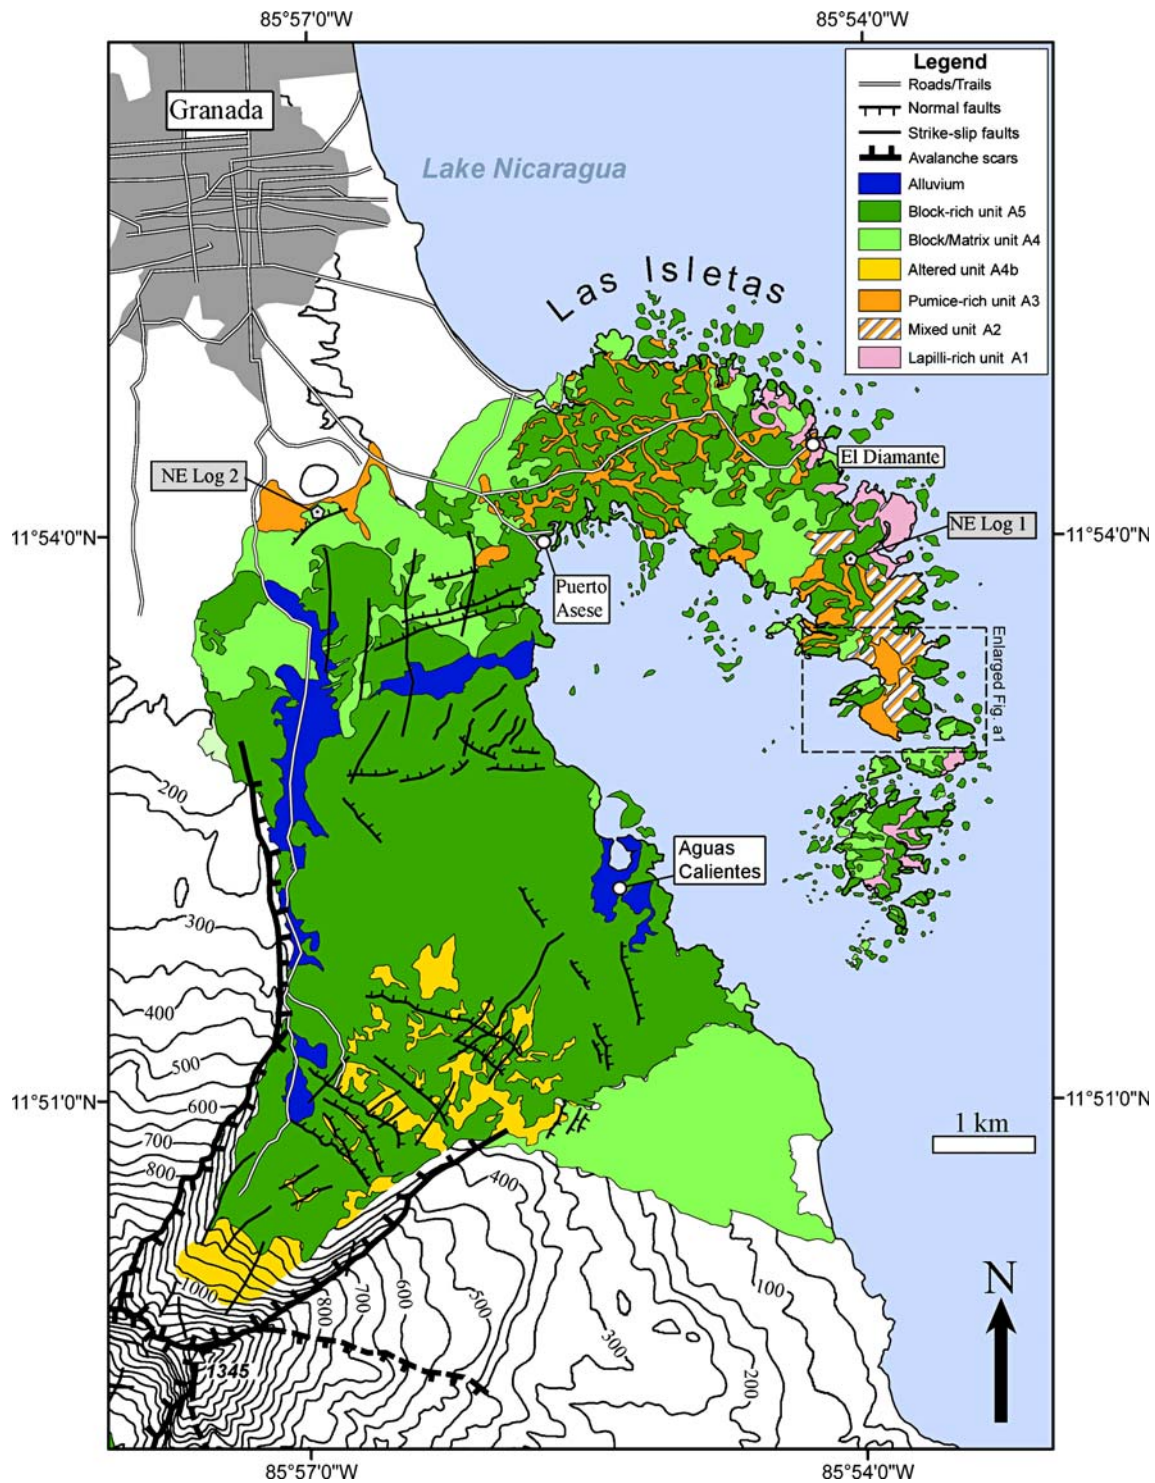 85°57'0"W
85°54'0"W
Granada
Lake Nicaragua
Legend
Roads/Trails
Normal faults
Strike-slip faults
Avalanche scars
Alluvium
Block-rich unit A5
Block/Matrix unit A4
Altered unit A4b
Pumice-rich unit A3
Mixed unit A2
Lapilli-rich unit A1
Las Isletas
El Diamante
NE Log 2
NE Log 1
11°54'0"N
11°54'0"N
Puerto
Asese
Enlarged Fig. a1
200
Aguas
Calientes
300
400
500
600
700
800
11°51'0"N
11°51'0"N
1 km
400
1000
800
700
600
500
300
200
100
N
1345
85°57'0"W
85°54'0"W